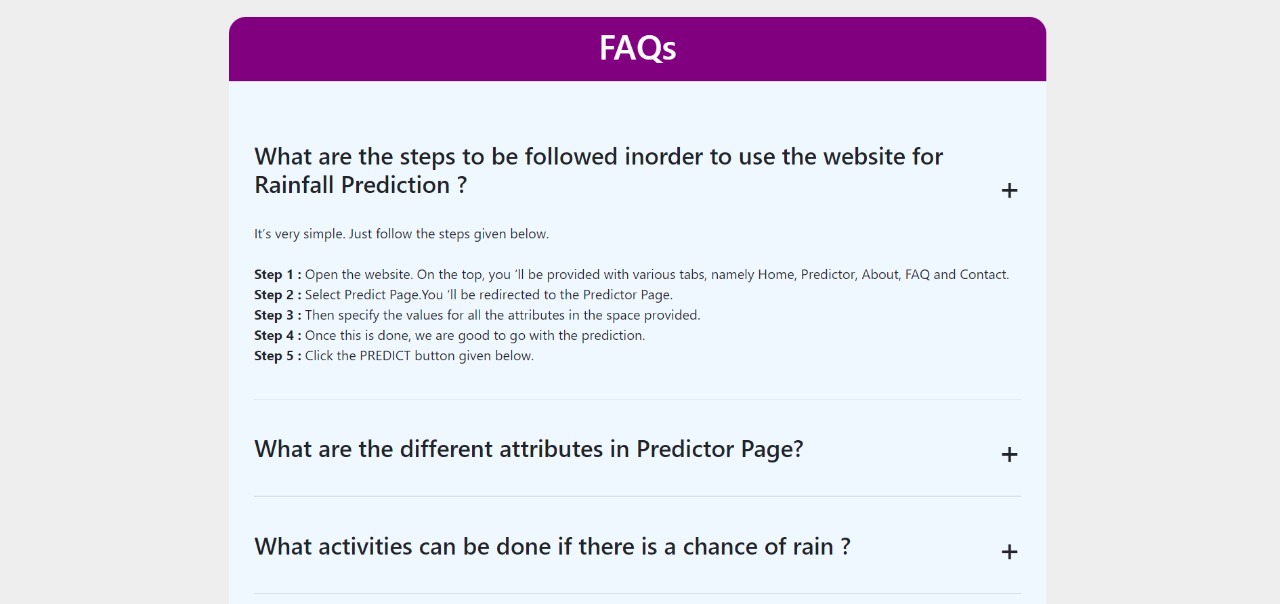 FAQs
What are the steps to be followed inorder to use the website for
Rainfall Prediction ?
+
It's very simple. Just follow the steps given below.
Step 1 : Open the website. On the top, you 'll be provided with various tabs, namely Home, Predictor, About, FAQ and Contact.
Step 2 : Select Predict Page.You 'll be redirected to the Predictor Page.
Step 3 : Then specify the values for all the attributes in the space provided.
Step 4 : Once this is done, we are good to go with the prediction.
Step 5 : Click the PREDICT button given below.
What are the different attributes in Predictor Page?
+
What activities can be done if there is a chance of rain ?
+